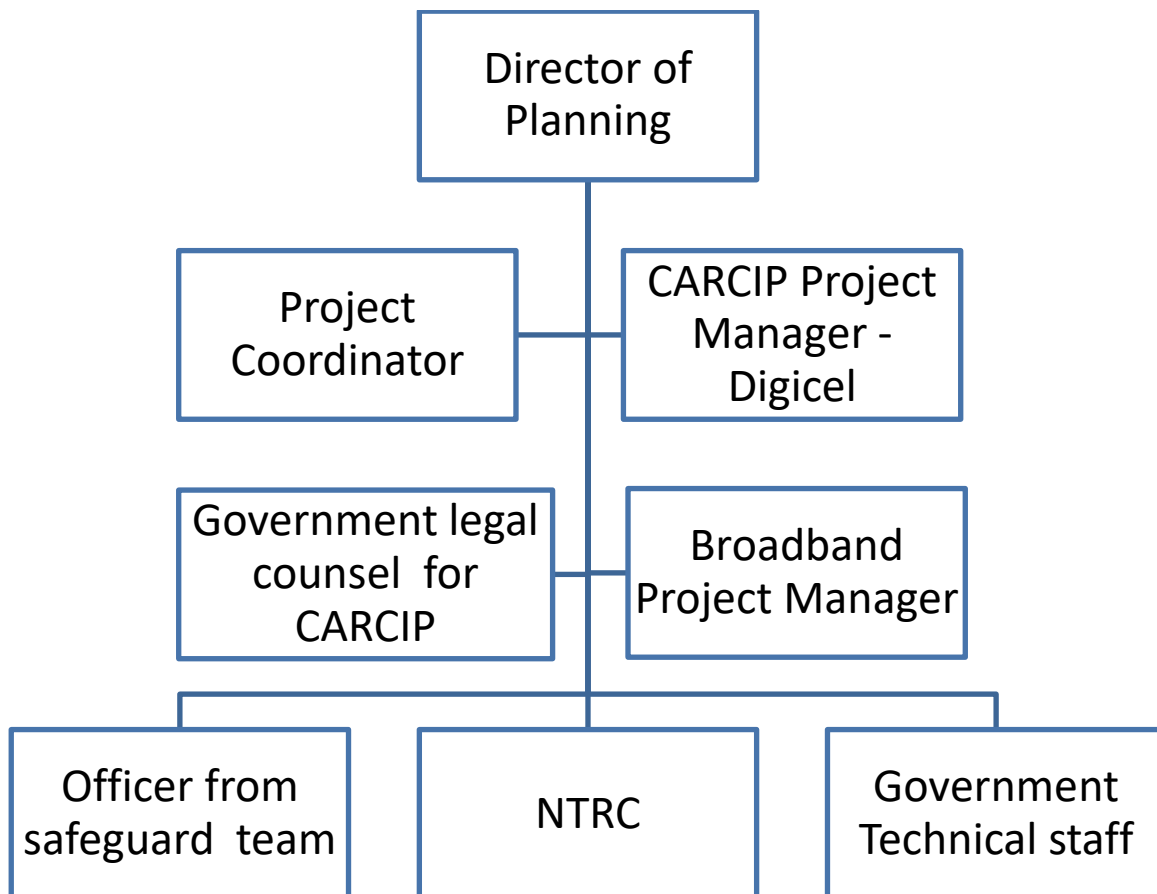 Director of
Planning
Project
Coordinator
CARCIP Project
Manager -
Digicel
Government legal
counsel for
CARCIP
Broadband
Project Manager
Officer from
safeguard team
NTRC
Government
Technical staff